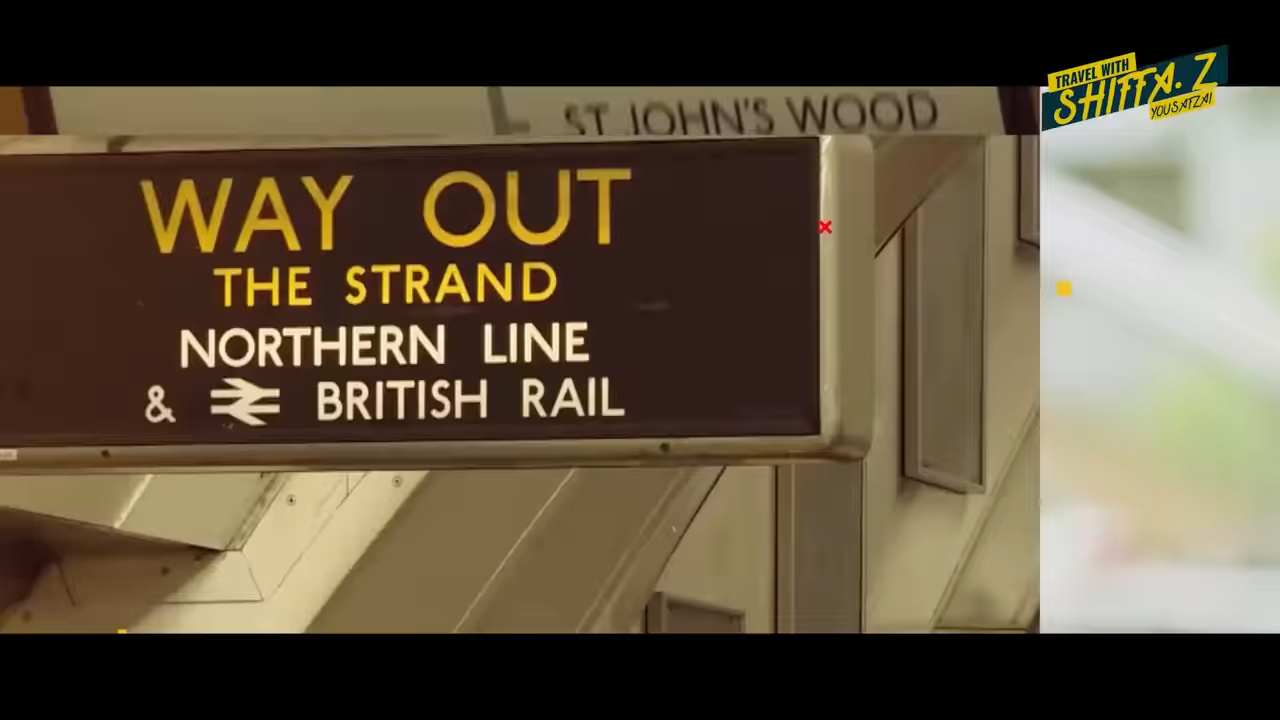 TRAVEL WITH
SHIFFA. Z
YOUSAFZAI
ST JOHN'S WOOD
WAY OUT
THE STRAND
NORTHERN LINE
& BRITISH RAIL